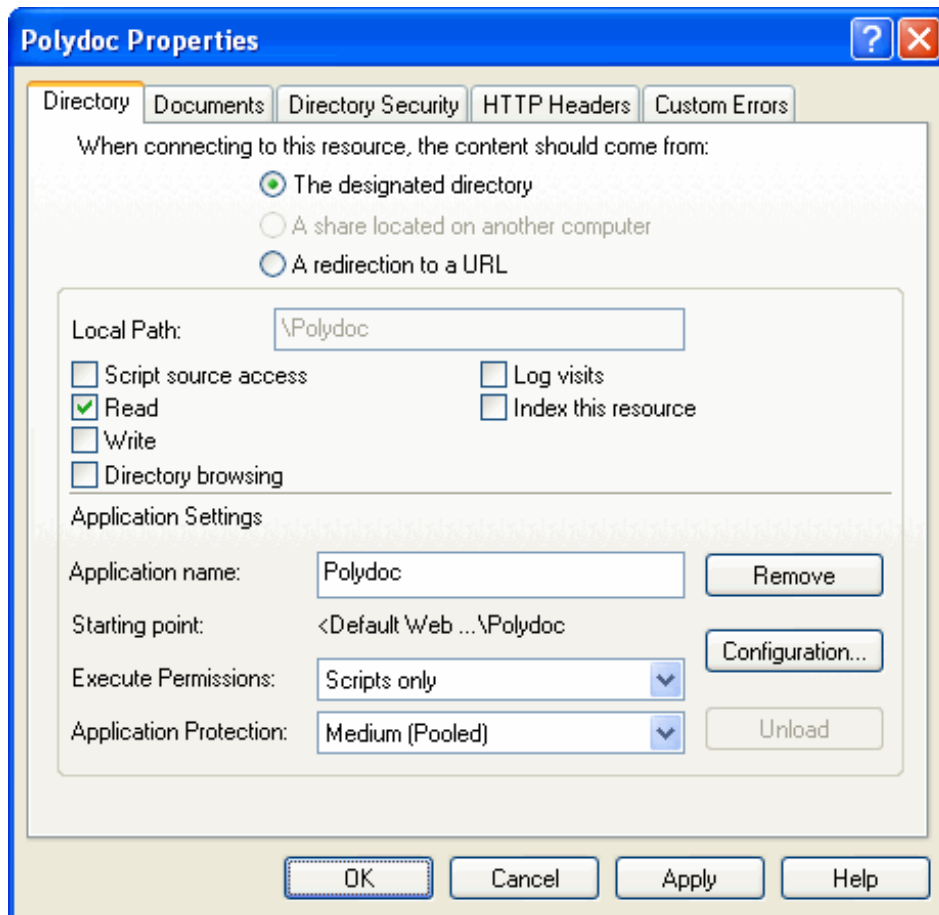 Polydoc Properties
Directory Documents Directory Security HTTP Headers Custom Errors
When connecting to this resource, the content should come from:
The designated directory
A share located on another computer
A redirection to a URL
Local Path: \Polydoc
Script source access Log visits
Read Index this resource
Write
Directory browsing
Application Settings
Application name: Polydoc Remove
Starting point: <Default Web ...\Polydoc
Configuration...
Execute Permissions: Scripts only
Application Protection: Medium (Pooled) Unload
OK Cancel Apply Help